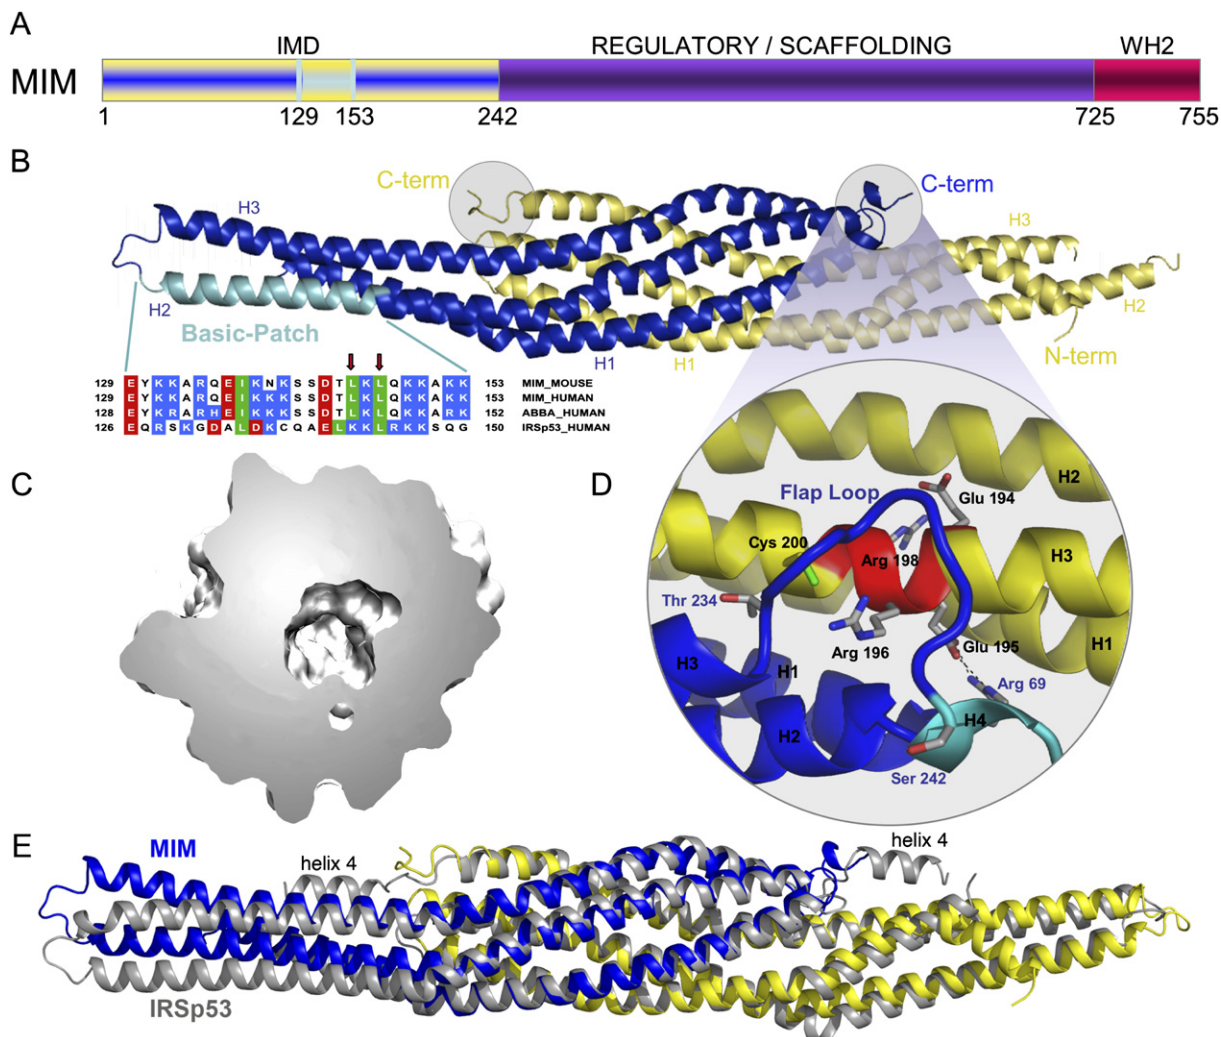 A
IMD
REGULATORY / SCAFFOLDING
WH2
MIM
1
129
153
242
725
755
B
C-term
C-term
H3
H3
H2
H2
Basic-Patch
H1
H1
N-term
129 E Y K K A R Q E I K N K S S D T L K L Q K K A K K 153 MIM_MOUSE
129 E Y K K A R Q E I K K K S S D T L K L Q K K A K K 153 MIM_HUMAN
128 E Y K R A R H E I K K K S S D T L K L Q K K A R K 152 ABBA_HUMAN
126 E Q R S K G D A L D K C Q A E L K K L R K K S Q G 150 IRSp53_HUMAN
C
D
Flap Loop
Glu 194
H2
Cys 200
Arg 198
H3
Thr 234
Arg 196
Glu 195
H1
H3
H1
Arg 69
H2
H4
Ser 242
E
MIM
helix 4
helix 4
IRSp53